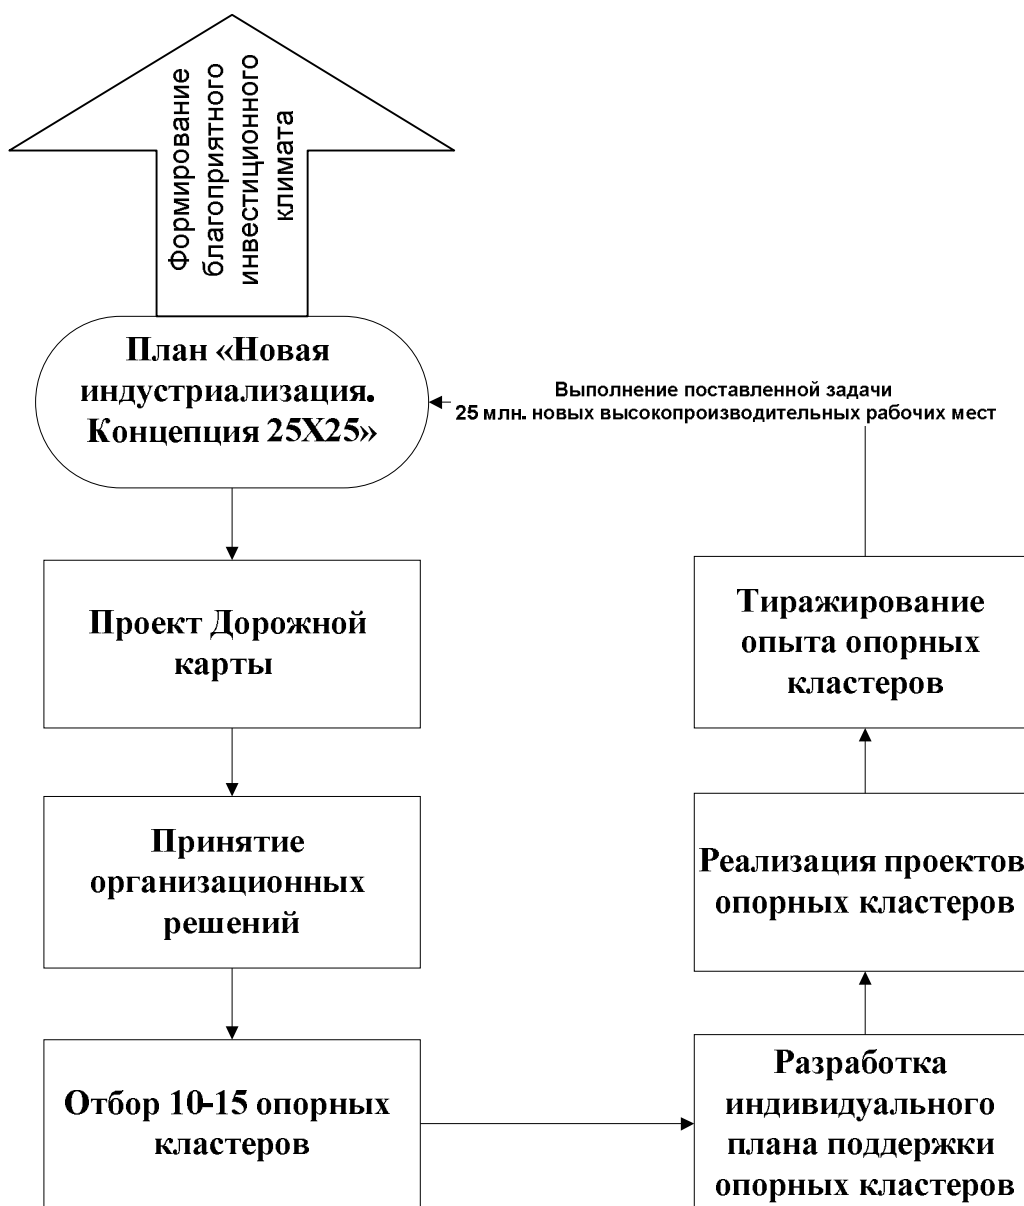 Формирование
благоприятного
инвестиционного
климата
План «Новая
индустриализация.
Концепция 25X25»
Выполнение поставленной задачи
25 млн. новых высокопроизводительных рабочих мест
Проект Дорожной
карты
Принятие
организационных
решений
Отбор 10-15 опорных
кластеров
Разработка
индивидуального
плана поддержки
опорных кластеров
Реализация проектов
опорных кластеров
Тиражирование
опыта опорных
кластеров